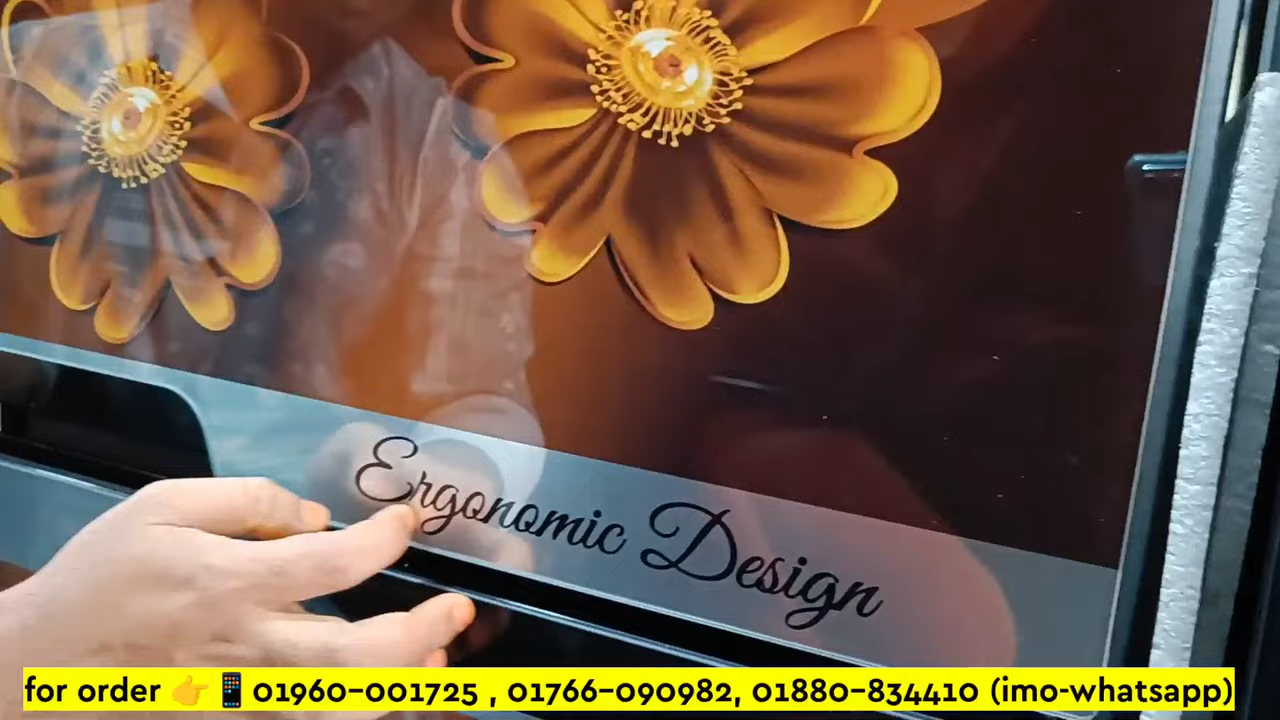 Ergonomic Design
for order 👉📱01960-001725 , 01766-090982, 01880-834410 (imo-whatsapp)